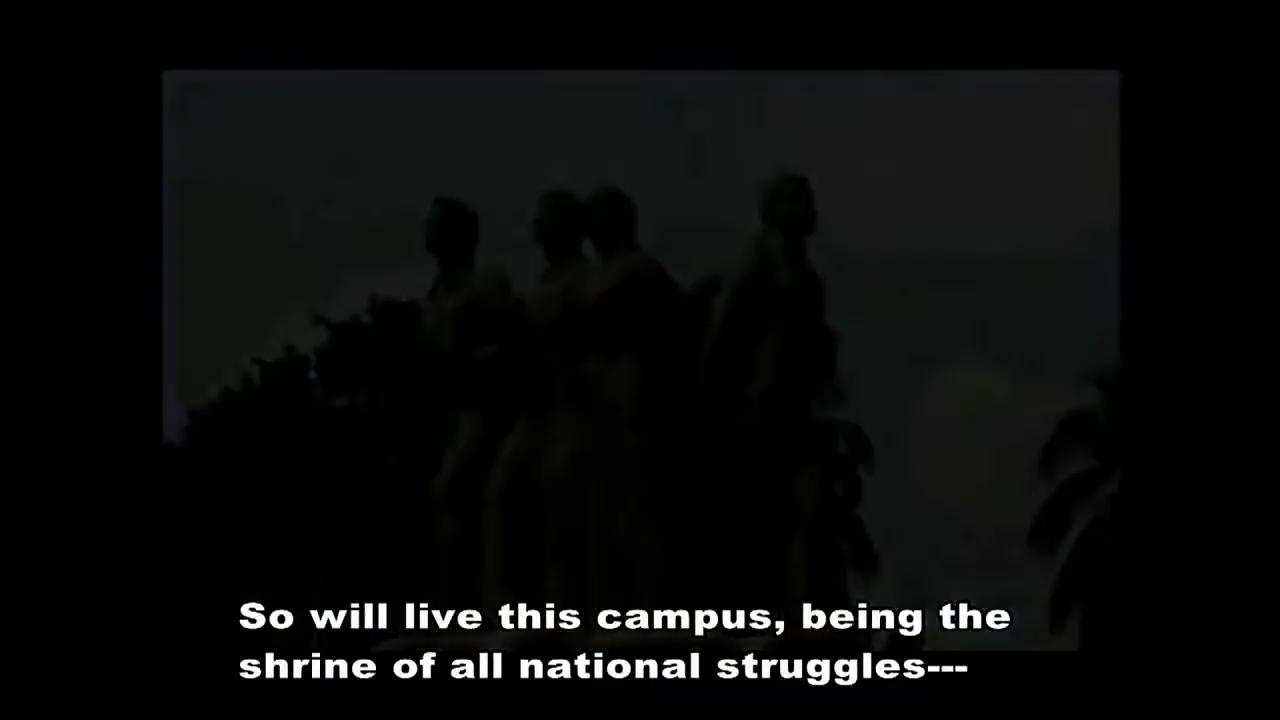 So will live this campus, being the
shrine of all national struggles---